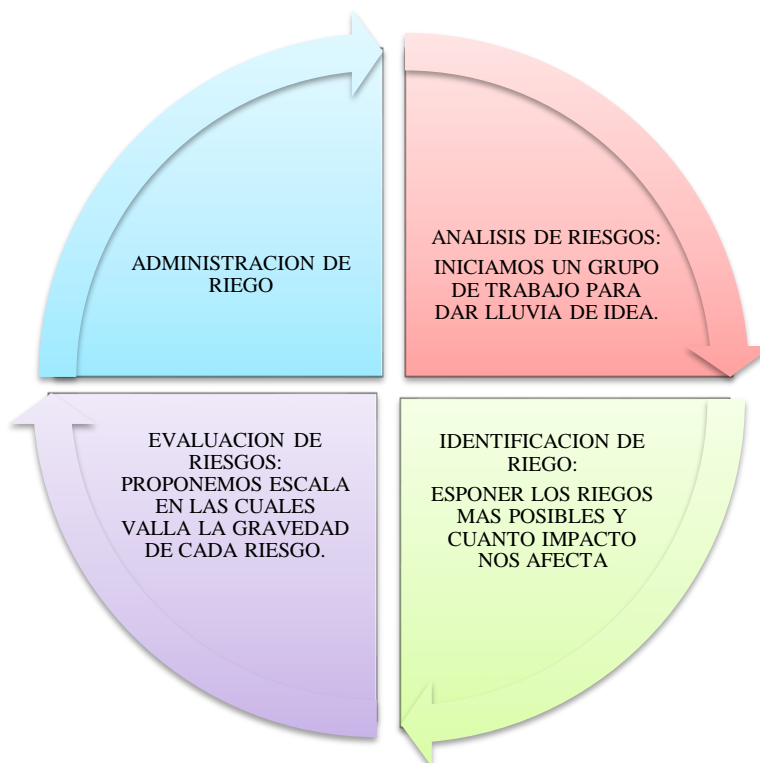 ADMINISTRACION DE
RIEGO
ANALISIS DE RIESGOS:
INICIAMOS UN GRUPO
DE TRABAJO PARA
DAR LLUVIA DE IDEA.
EVALUACION DE
RIESGOS:
PROPONEMOS ESCALA
EN LAS CUALES
VALLA LA GRAVEDAD
DE CADA RIESGO.
IDENTIFICACION DE
RIEGO:
ESPONER LOS RIEGOS
MAS POSIBLES Y
CUANTO IMPACTO
NOS AFECTA